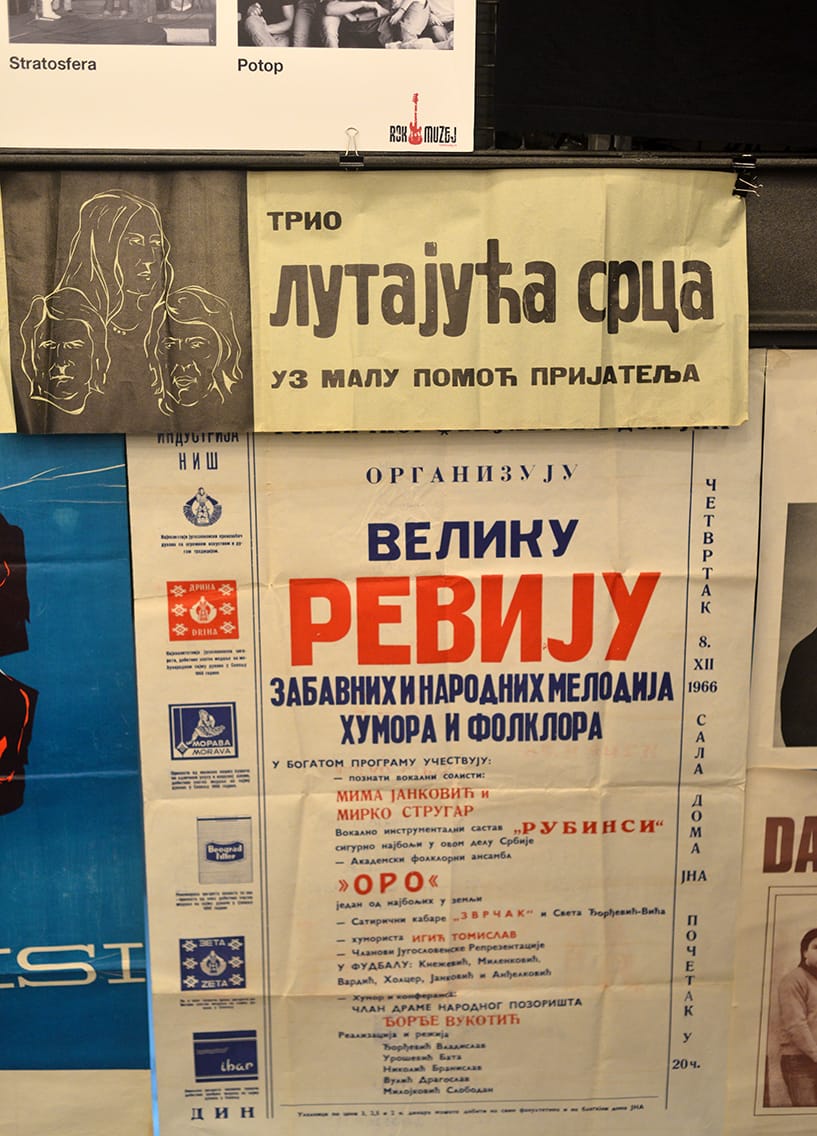 Stratosfera
Potop
ROK MUZEJ
ТРИО
лутајућа срца
УЗ МАЛУ ПОМОЋ ПРИЈАТЕЉА
ИНДУСТРИЈА
НИШ
ДРИНА
DRINA
МОРАВА
MORAVA
Beograd
filter
ЗЕТА
ZETA
ibar
ДИН
ОРГАНИЗУЈУ
ВЕЛИКУ
РЕВИЈУ
ЗАБАВНИХ И НАРОДНИХ МЕЛОДИЈА
ХУМОРА И ФОЛКЛОРА
У БОГАТОМ ПРОГРАМУ УЧЕСТВУЈУ:
— познати вокални солисти:
МИМА ЈАНКОВИЋ и
МИРКО СТРУГАР
Вокално инструментални састав „РУБИНСИ“
сигурно најбољи у овом делу Србије
— Академски фолклорни ансамбл
»ОРО«
један од најбољих у земљи
— Сатирични кабаре „ЗВРЧАК“ и Света Ђорђевић-Вића
— хумориста ИГИЋ ТОМИСЛАВ
— Чланови Југословенске Репрезентације
У ФУДБАЛУ: Кнежевић, Миленковић,
Вардић, Холцер, Јанковић и Анђелковић
— Хумор и конферанса:
ЧЛАН ДРАМЕ НАРОДНОГ ПОЗОРИШТА
ЂОРЂЕ ВУКОТИЋ
Реализација и режија
Ђорђевић Владислав
Урошевић Бата
Николић Бранислав
Вулић Драгослав
Милојковић Слободан
ЧЕТВРТАК 8. XII 1966 САЛА ДОМА ЈНА ПОЧЕТАК У 20 ч.
ISI
DA